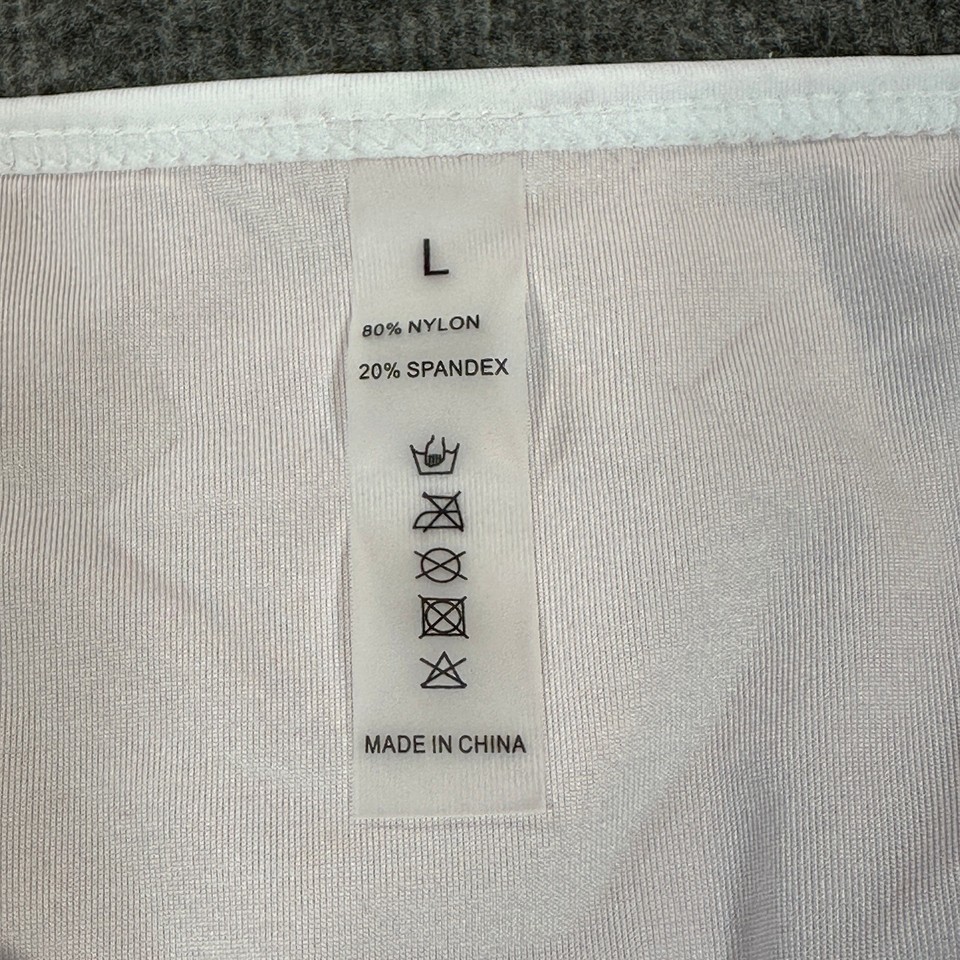 L
80% NYLON
20% SPANDEX
MADE IN CHINA